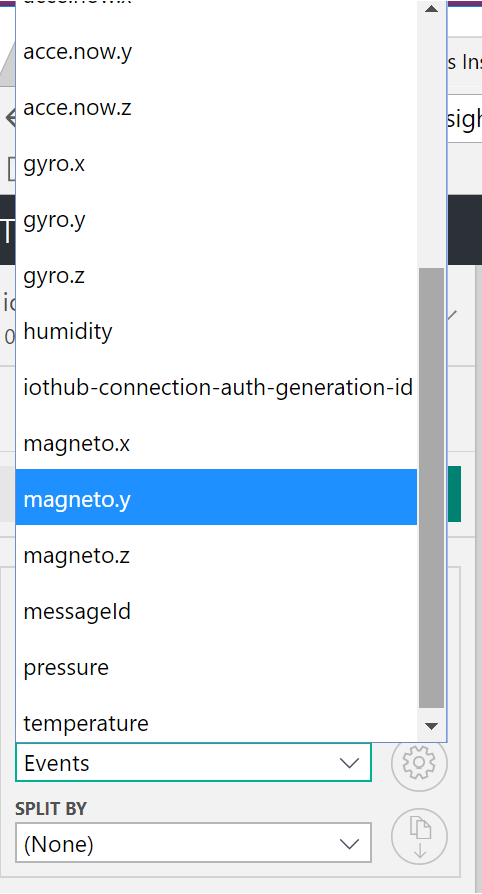 acce.now.x
acce.now.y
s Ins
acce.now.z
sigh
gyro.x
gyro.y
T
gyro.z
humidity
iothub-connection-auth-generation-id
magneto.x
magneto.y
magneto.z
messageId
pressure
temperature
Events
SPLIT BY
(None)